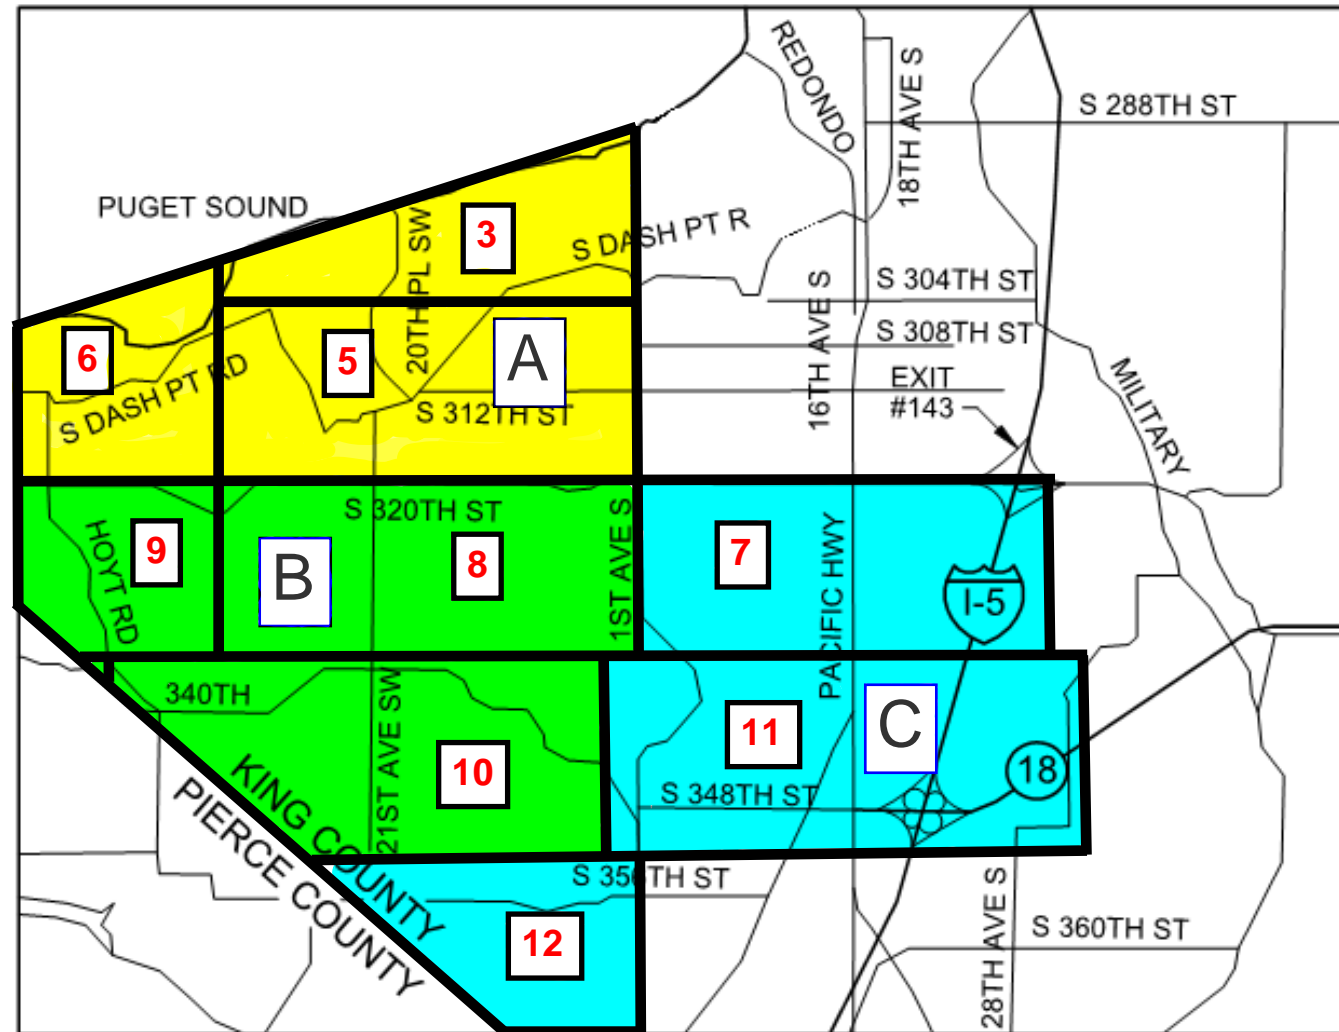 REDONDO
18TH AVE S
S 288TH ST
PUGET SOUND
20TH PL SW
3
S DASH PT R
16TH AVE S
S 304TH ST
S 308TH ST
6
5
A
S DASH PT RD
S 312TH ST
EXIT
#143
MILITARY
HOYT RD
9
B
S 320TH ST
8
1ST AVE S
7
PACIFIC HWY
I-5
340TH
21ST AVE SW
10
11
C
18
S 348TH ST
KING COUNTY
PIERCE COUNTY
S 356TH ST
12
28TH AVE S
S 360TH ST